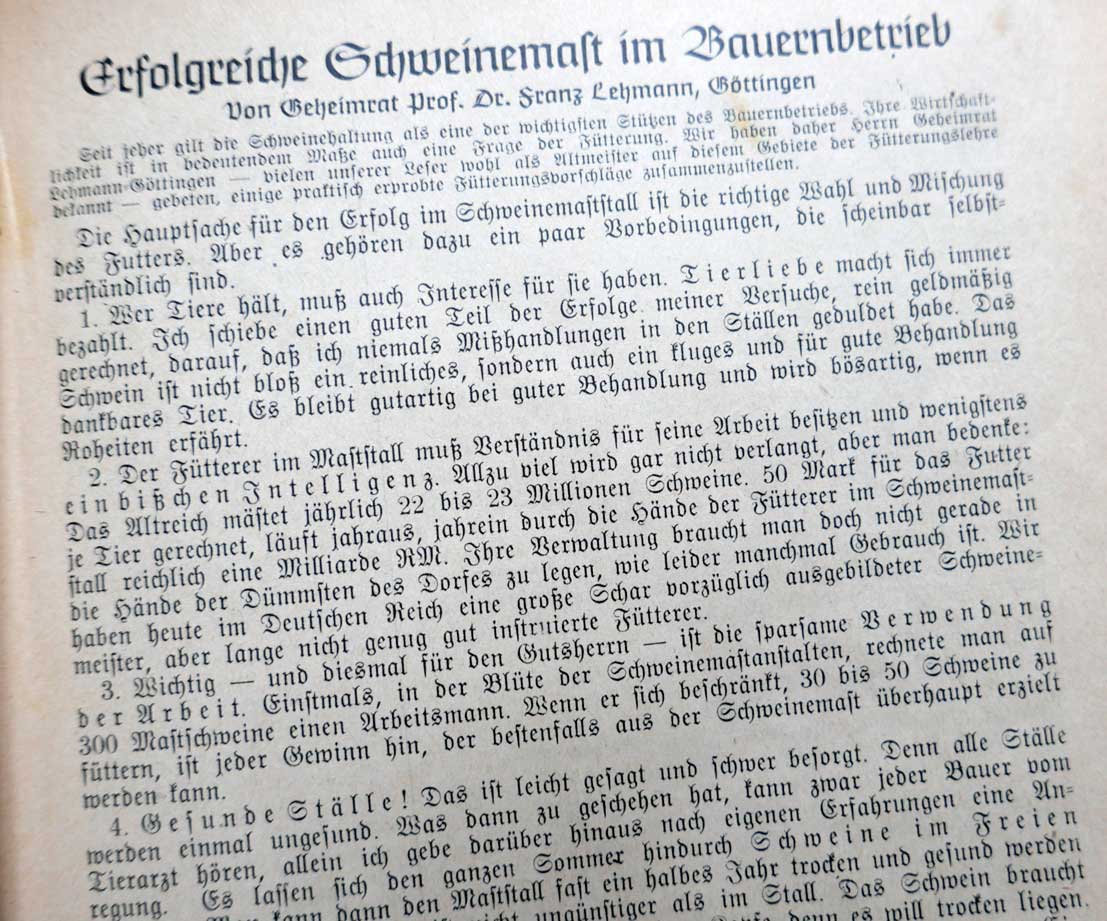 Erfolgreiche Schweinemast im Bauernbetrieb
Von Geheimrat Prof. Dr. Franz Lehmann, Göttingen
Seit jeher gilt die Schweinehaltung als eine der wichtigsten Stützen des Bauernbetriebs. Ihre Wirtschaft-
lichkeit ist in bedeutendem Maße auch eine Frage der Fütterung. Wir haben daher Herrn Geheimrat
Lehmann-Göttingen — vielen unserer Leser wohl als Altmeister auf diesem Gebiete der Fütterungslehre
bekannt — gebeten, einige praktisch erprobte Fütterungsvorschläge zusammenzustellen.
Die Hauptsache für den Erfolg im Schweinemaststall ist die richtige Wahl und Mischung
des Futters. Aber es gehören dazu ein paar Vorbedingungen, die scheinbar selbst-
verständlich sind.
1. Wer Tiere hält, muß auch Interesse für sie haben. Tierliebe macht sich immer
bezahlt. Ich schiebe einen guten Teil der Erfolge meiner Versuche, rein geldmäßig
gerechnet, darauf, daß ich niemals Mißhandlungen in den Ställen geduldet habe. Das
Schwein ist nicht bloß ein reinliches, sondern auch ein kluges und für gute Behandlung
dankbares Tier. Es bleibt gutartig bei guter Behandlung und wird bösartig, wenn es
Roheiten erfährt.
2. Der Fütterer im Maststall muß Verständnis für seine Arbeit besitzen und wenigstens
ein bißchen Intelligenz. Allzu viel wird gar nicht verlangt, aber man bedenke:
Das Altreich mästet jährlich 22 bis 23 Millionen Schweine. 50 Mark für das Futter
je Tier gerechnet, läuft jahraus, jahrein durch die Hände der Fütterer im Schweinemast-
stall reichlich eine Milliarde RM. Ihre Verwaltung braucht man doch nicht gerade in
die Hände der Dümmsten des Dorfes zu legen, wie leider manchmal Gebrauch ist. Wir
haben heute im Deutschen Reich eine große Schar vorzüglich ausgebildeter Schweine-
meister, aber lange nicht genug gut instruierte Fütterer.
3. Wichtig — und diesmal für den Gutsherrn — ist die sparsame Verwendung
der Arbeit. Einstmals, in der Blüte der Schweinemastanstalten, rechnete man auf
300 Mastschweine einen Arbeitsmann. Wenn er sich beschränkt, 30 bis 50 Schweine zu
füttern, ist jeder Gewinn hin, der bestenfalls aus der Schweinemast überhaupt erzielt
werden kann.
4. Gesunde Ställe! Das ist leicht gesagt und schwer besorgt. Denn alle Ställe
werden einmal ungesund. Was dann zu geschehen hat, kann zwar jeder Bauer vom
Tierarzt hören, allein ich gebe darüber hinaus nach eigenen Erfahrungen eine An-
regung. Es lassen sich den ganzen Sommer hindurch Schweine im Freien
Man kann dann den Maststall fast ein halbes Jahr trocken und gesund werden
nicht ungünstiger als im Stall. Das Schwein braucht
denn es will trocken liegen.